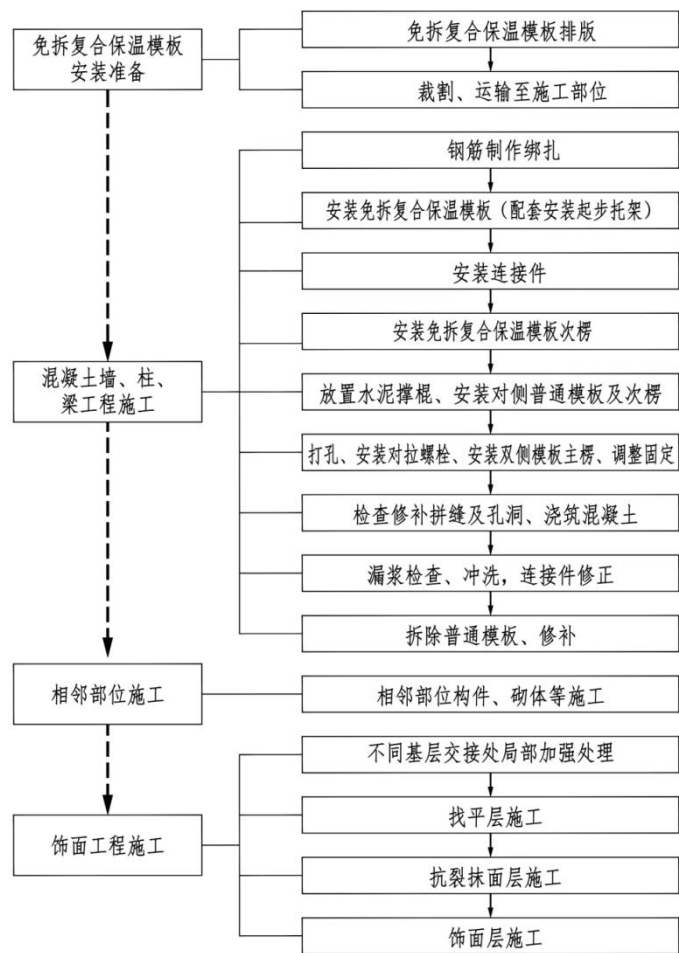 免拆复合保温模板
安装准备
免拆复合保温模板排版
裁割、运输至施工部位
混凝土墙、柱、
梁工程施工
钢筋制作绑扎
安装免拆复合保温模板（配套安装起步托架）
安装连接件
安装免拆复合保温模板次楞
放置水泥撑棍、安装对侧普通模板及次楞
打孔、安装对拉螺栓、安装双侧模板主楞、调整固定
检查修补拼缝及孔洞、浇筑混凝土
漏浆检查、冲洗，连接件修正
拆除普通模板、修补
相邻部位施工
相邻部位构件、砌体等施工
饰面工程施工
不同基层交接处局部加强处理
找平层施工
抗裂抹面层施工
饰面层施工